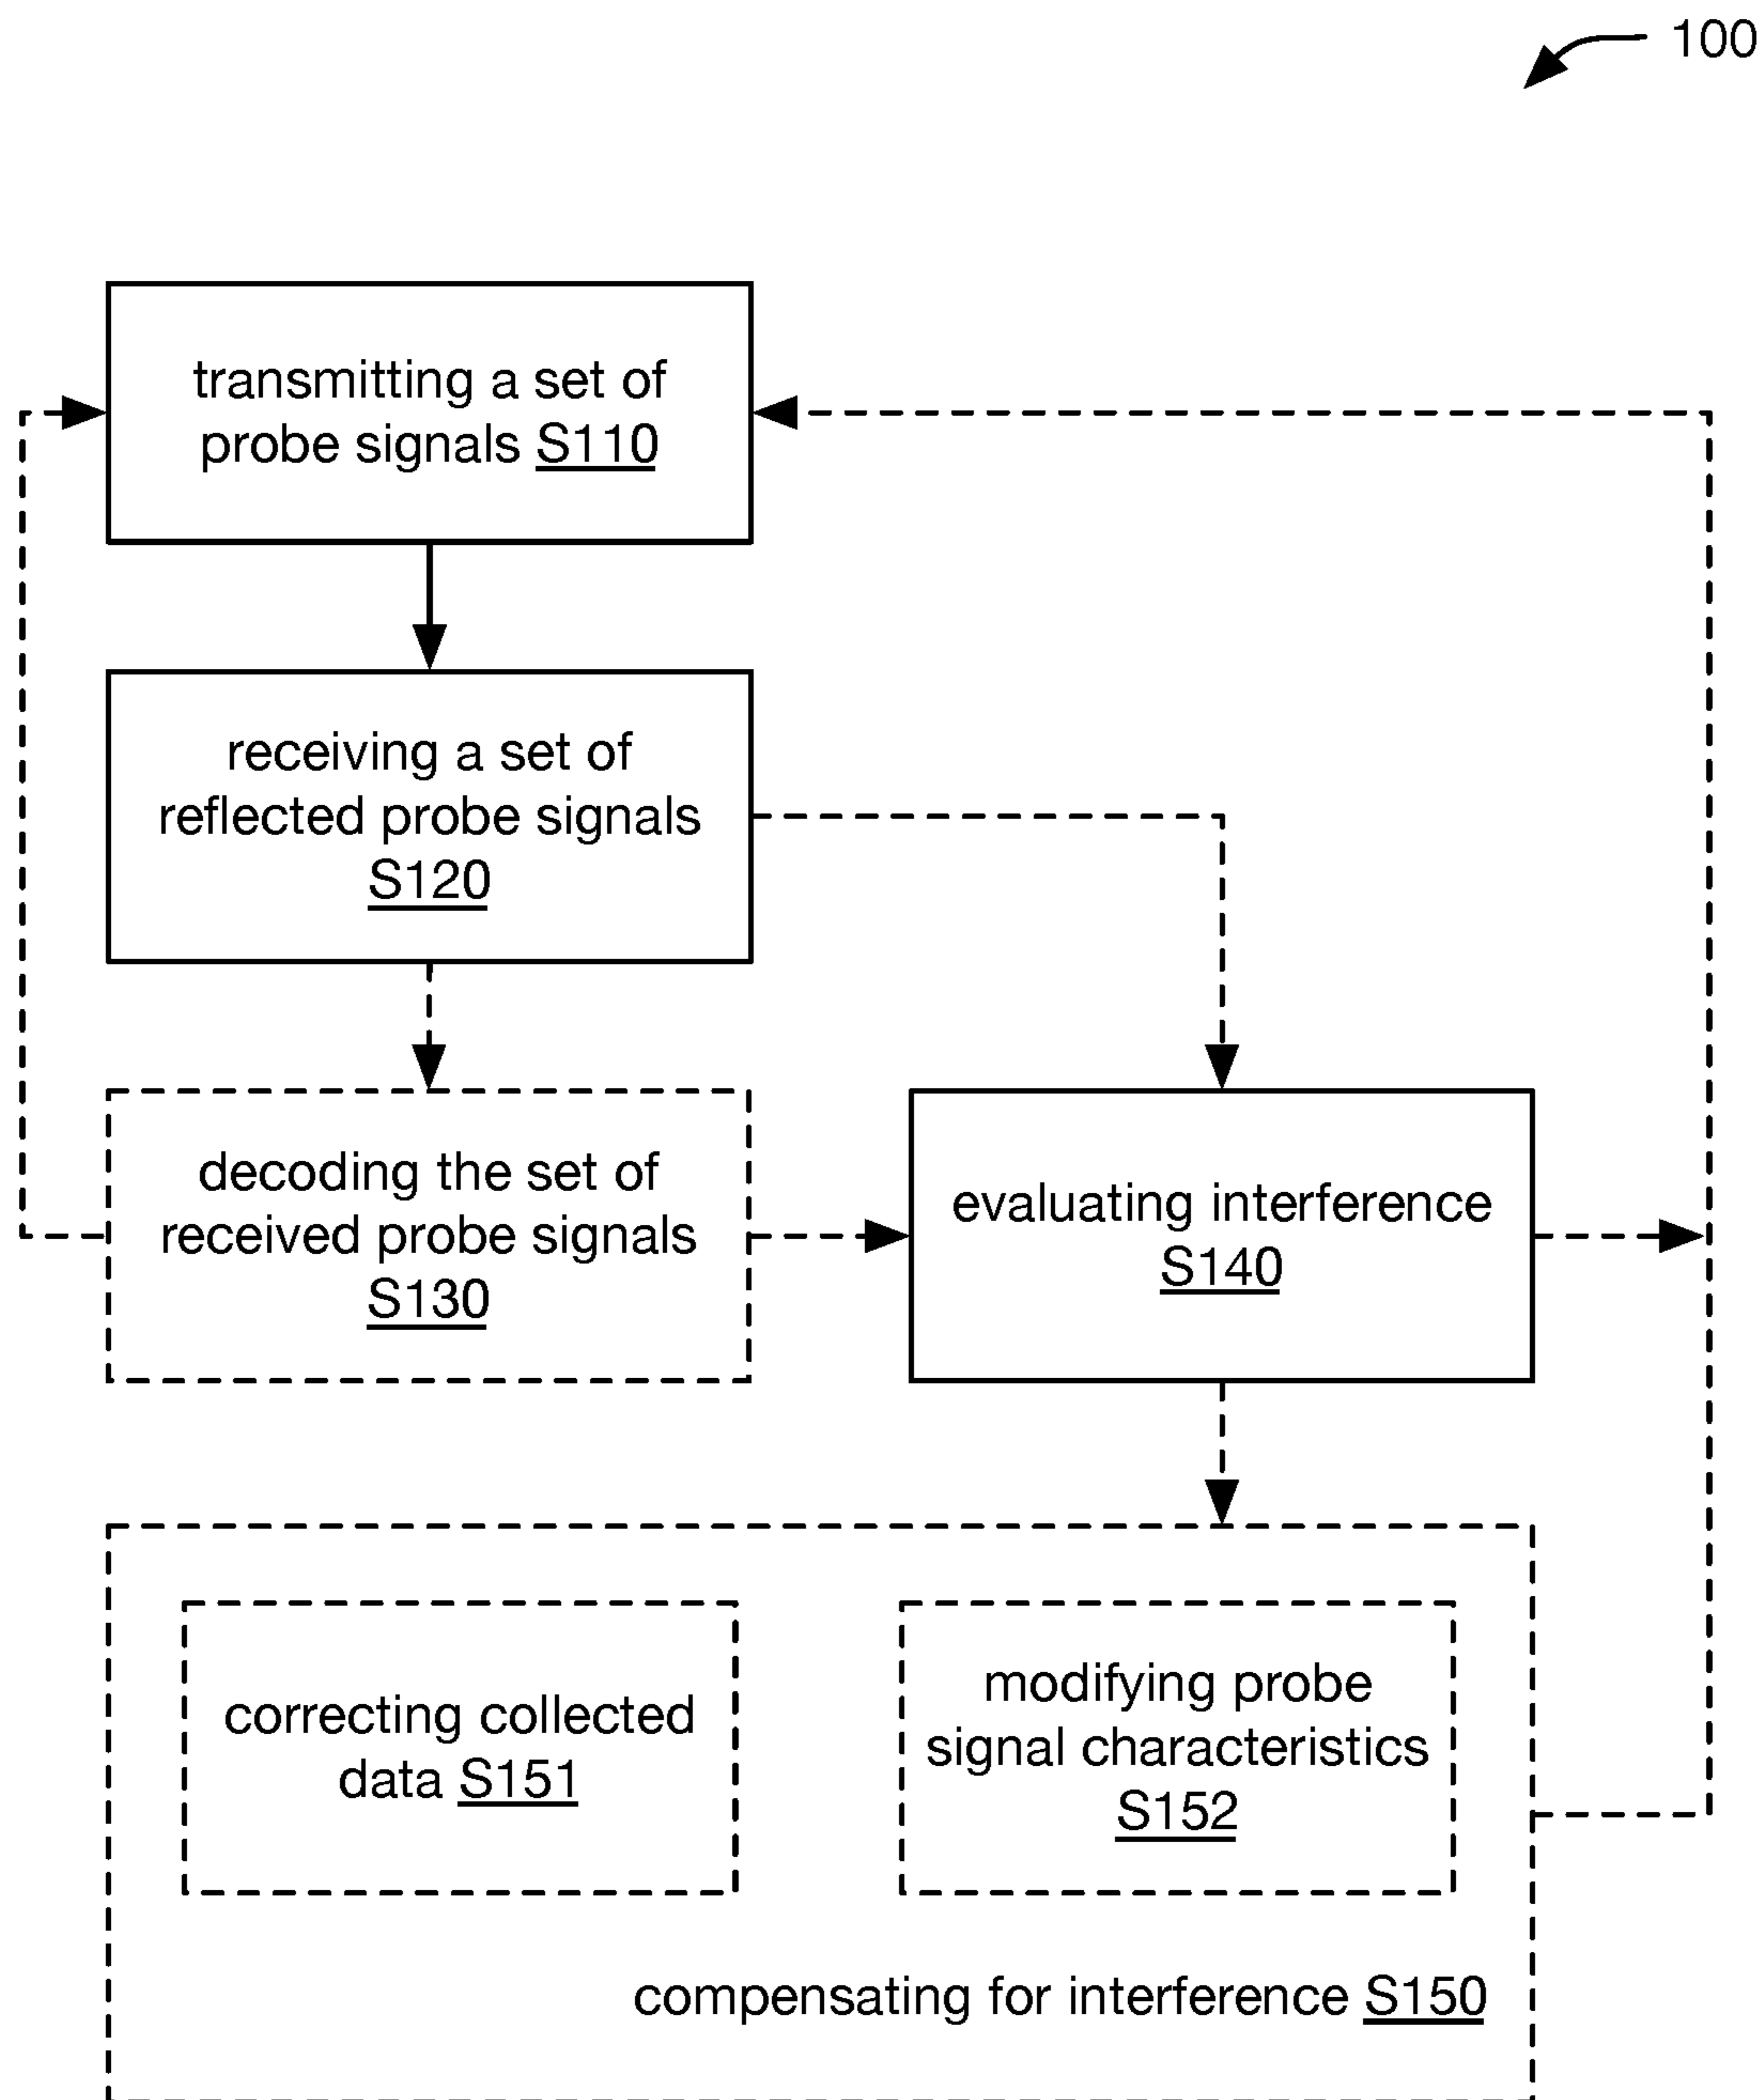 100
transmitting a set of
probe signals S110
receiving a set of
reflected probe signals
S120
decoding the set of
received probe signals
S130
evaluating interference
S140
correcting collected
data S151
modifying probe
signal characteristics
S152
compensating for interference S150